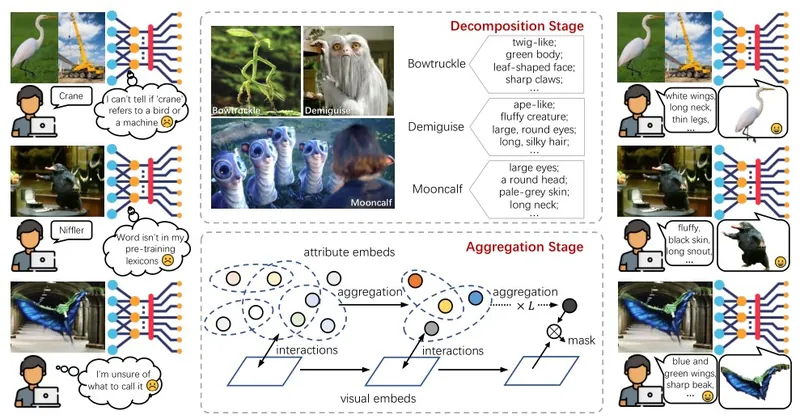 Crane
I can't tell if 'crane'
refers to a bird or
a machine
Niffler
Word isn't in my
pre-training
lexicons
I'm unsure of
what to call it
Decomposition Stage
Bowtruckle
Demiguise
Mooncalf
Bowtruckle
twig-like;
green body;
leaf-shaped face;
sharp claws;
...
Demiguise
ape-like;
fluffy creature;
large, round eyes;
long, silky hair;
...
Mooncalf
large eyes;
a round head;
pale-grey skin;
long neck;
...
Aggregation Stage
attribute embeds
aggregation
aggregation
× L
interactions
interactions
mask
visual embeds
white wings,
long neck,
thin legs,
...
fluffy,
black skin,
long snout,
...
blue and
green wings,
sharp beak,
...